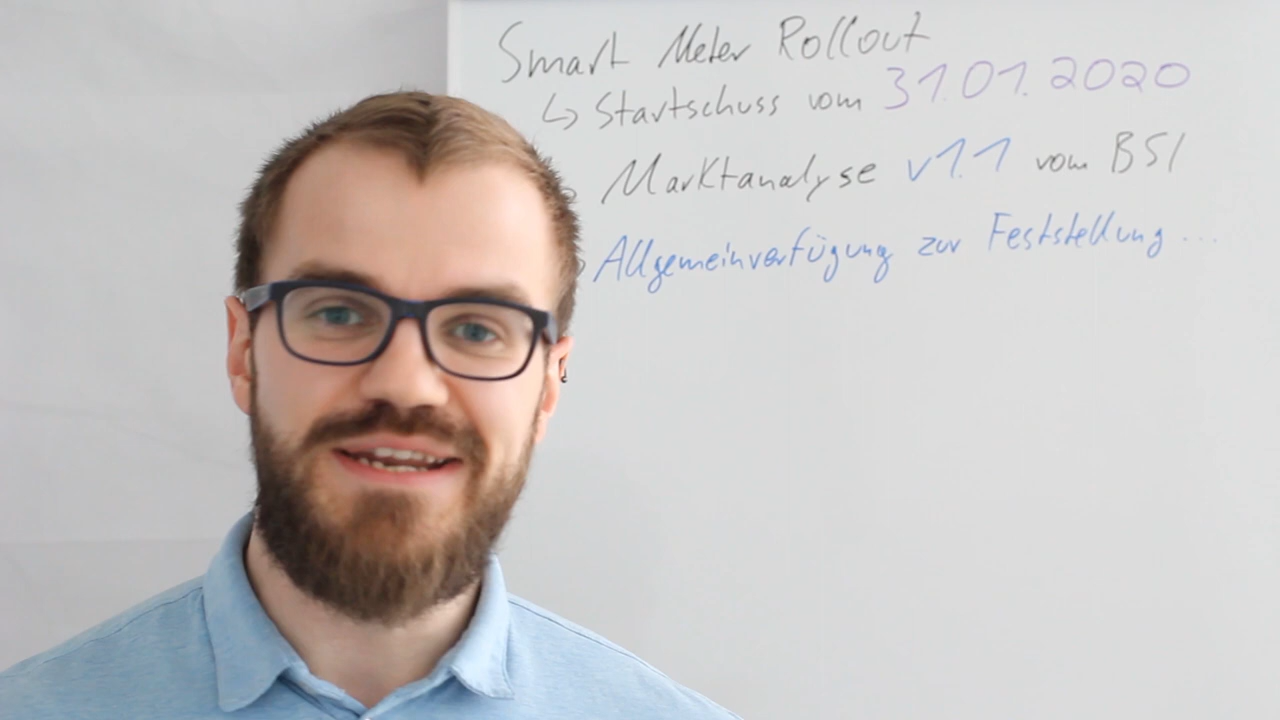 Smart Meter Rollout
↳ Startschuss vom 31.01.2020
Marktanalyse v1.1 vom BSI
Allgemeinverfügung zur Feststellung...